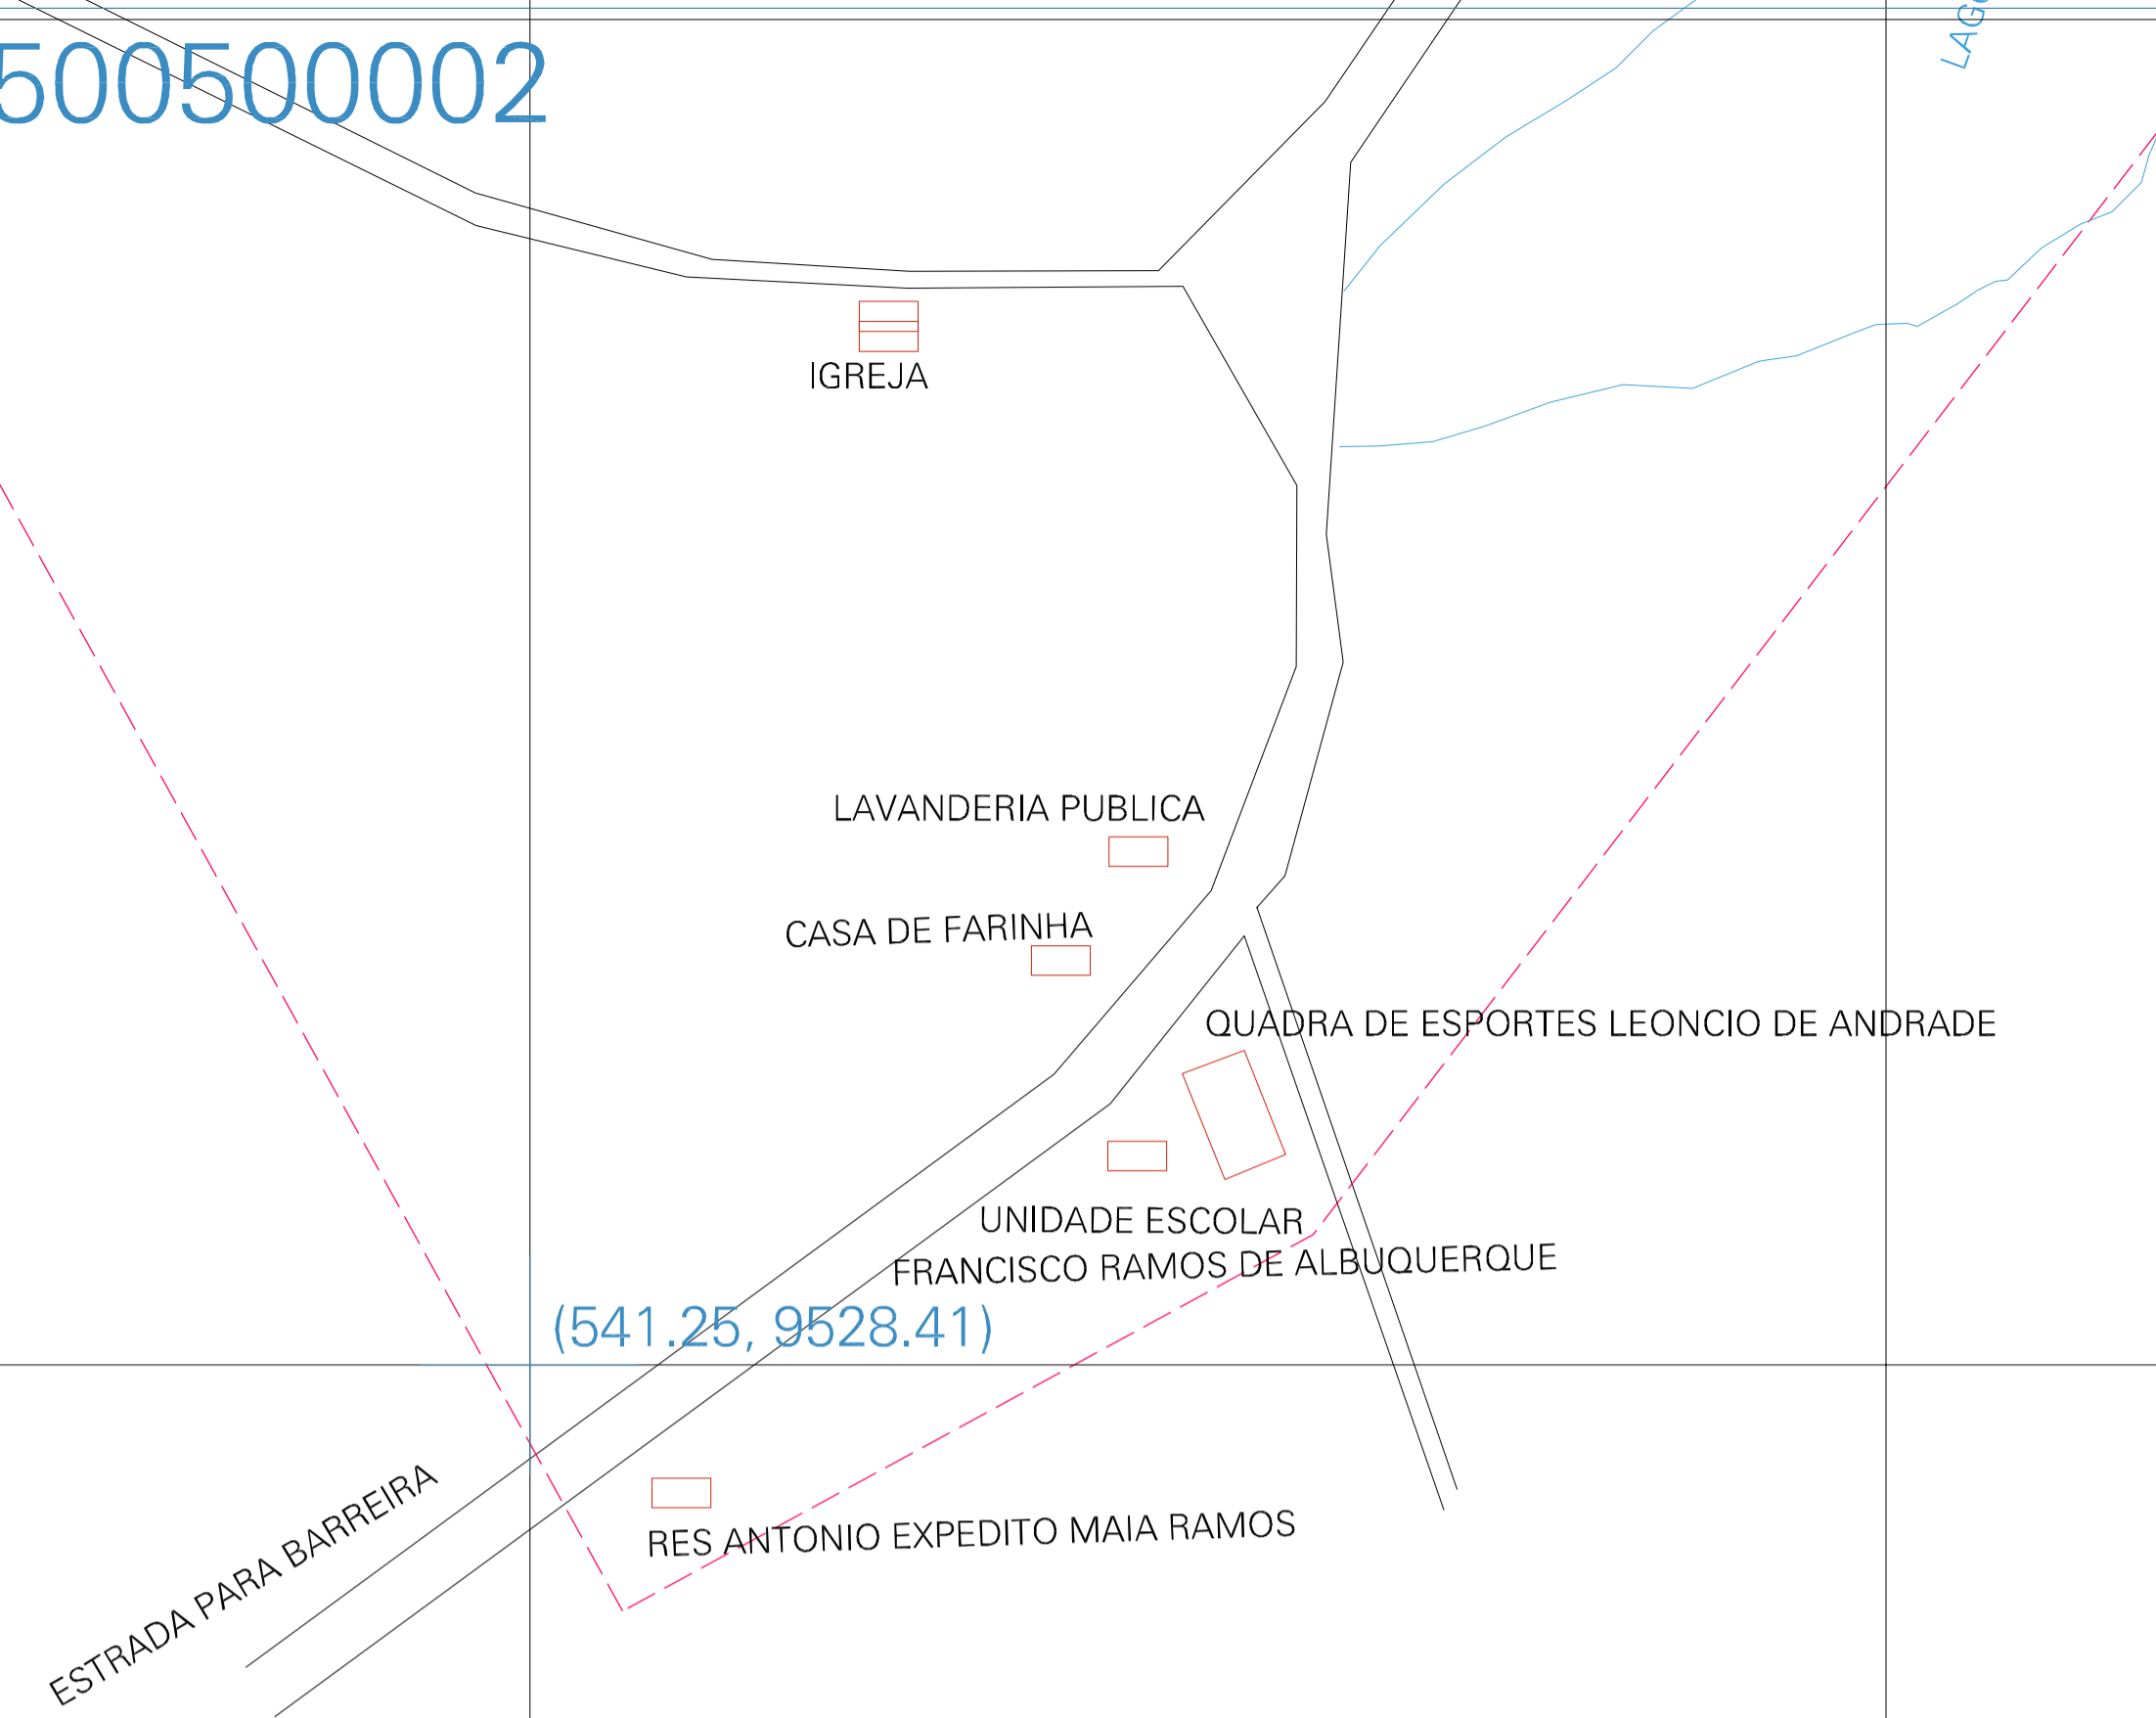 500500002
IGREJA
LAVANDERIA PUBLICA
CASA DE FARINHA
QUADRA DE ESPORTES LEONCIO DE ANDRADE
UNIDADE ESCOLAR
FRANCISCO RAMOS DE ALBUQUERQUE
(541.25, 9528.41)
RES ANTONIO EXPEDITO MAIA RAMOS
ESTRADA PARA BARREIRA